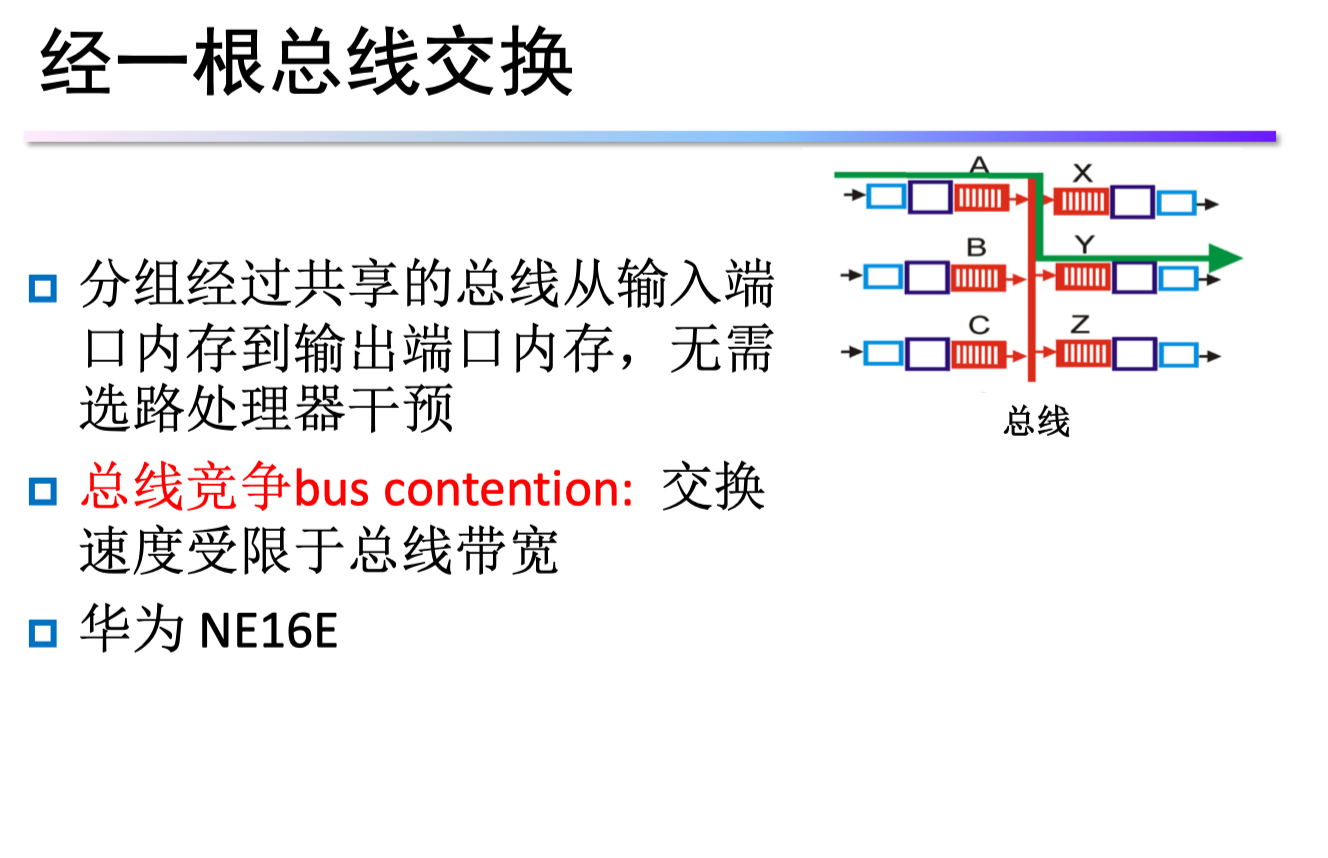 经一根总线交换
A
X
B
Y
C
Z
总线
分组经过共享的总线从输入端
口内存到输出端口内存，无需
选路处理器干预
总线竞争bus contention: 交换
速度受限于总线带宽
华为 NE16E